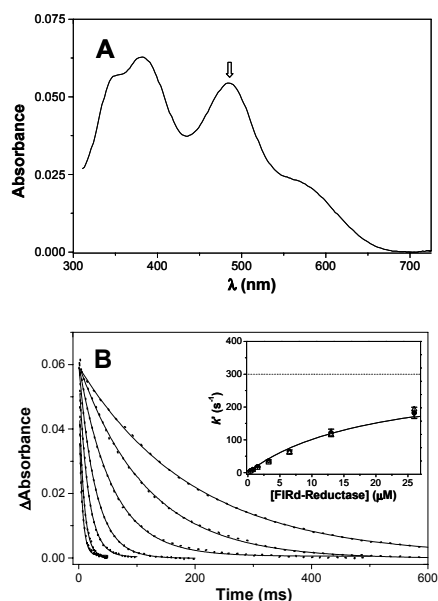 0.075
A
0.050
Absorbance
0.025
0.000
300 400 500 600 700
λ (nm)
0.06
B
0.04
ΔAbsorbance
0.02
0.00
0 200 400 600
Time (ms)
400
300
K' (s-1)
200
100
0
0 5 10 15 20 25
[FlRd-Reductase] (μM)